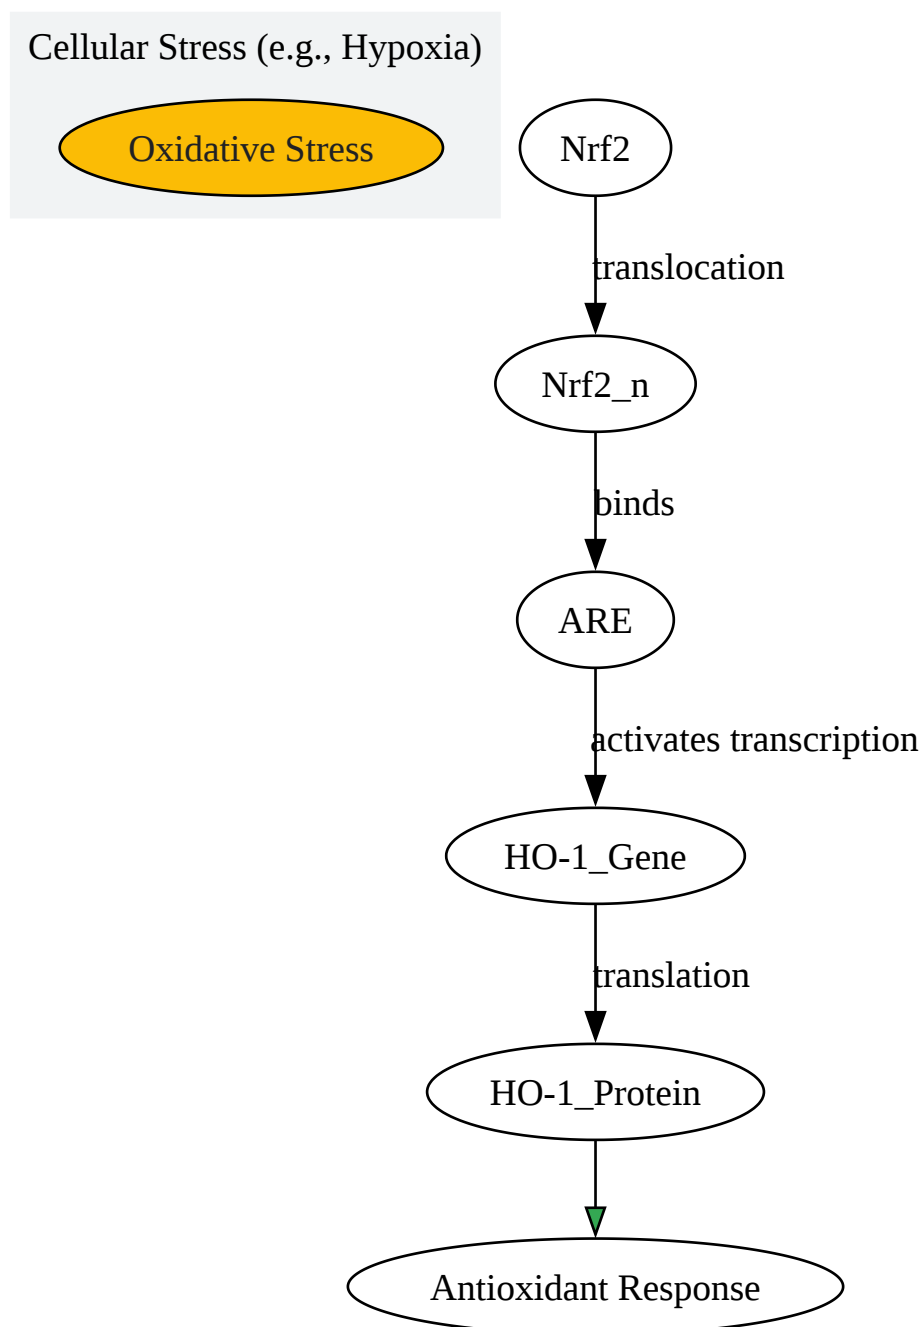 Cellular Stress (e.g., Hypoxia)
Oxidative Stress
Nrf2
translocation
Nrf2_n
binds
ARE
activates transcription
HO-1_Gene
translation
HO-1_Protein
Antioxidant Response